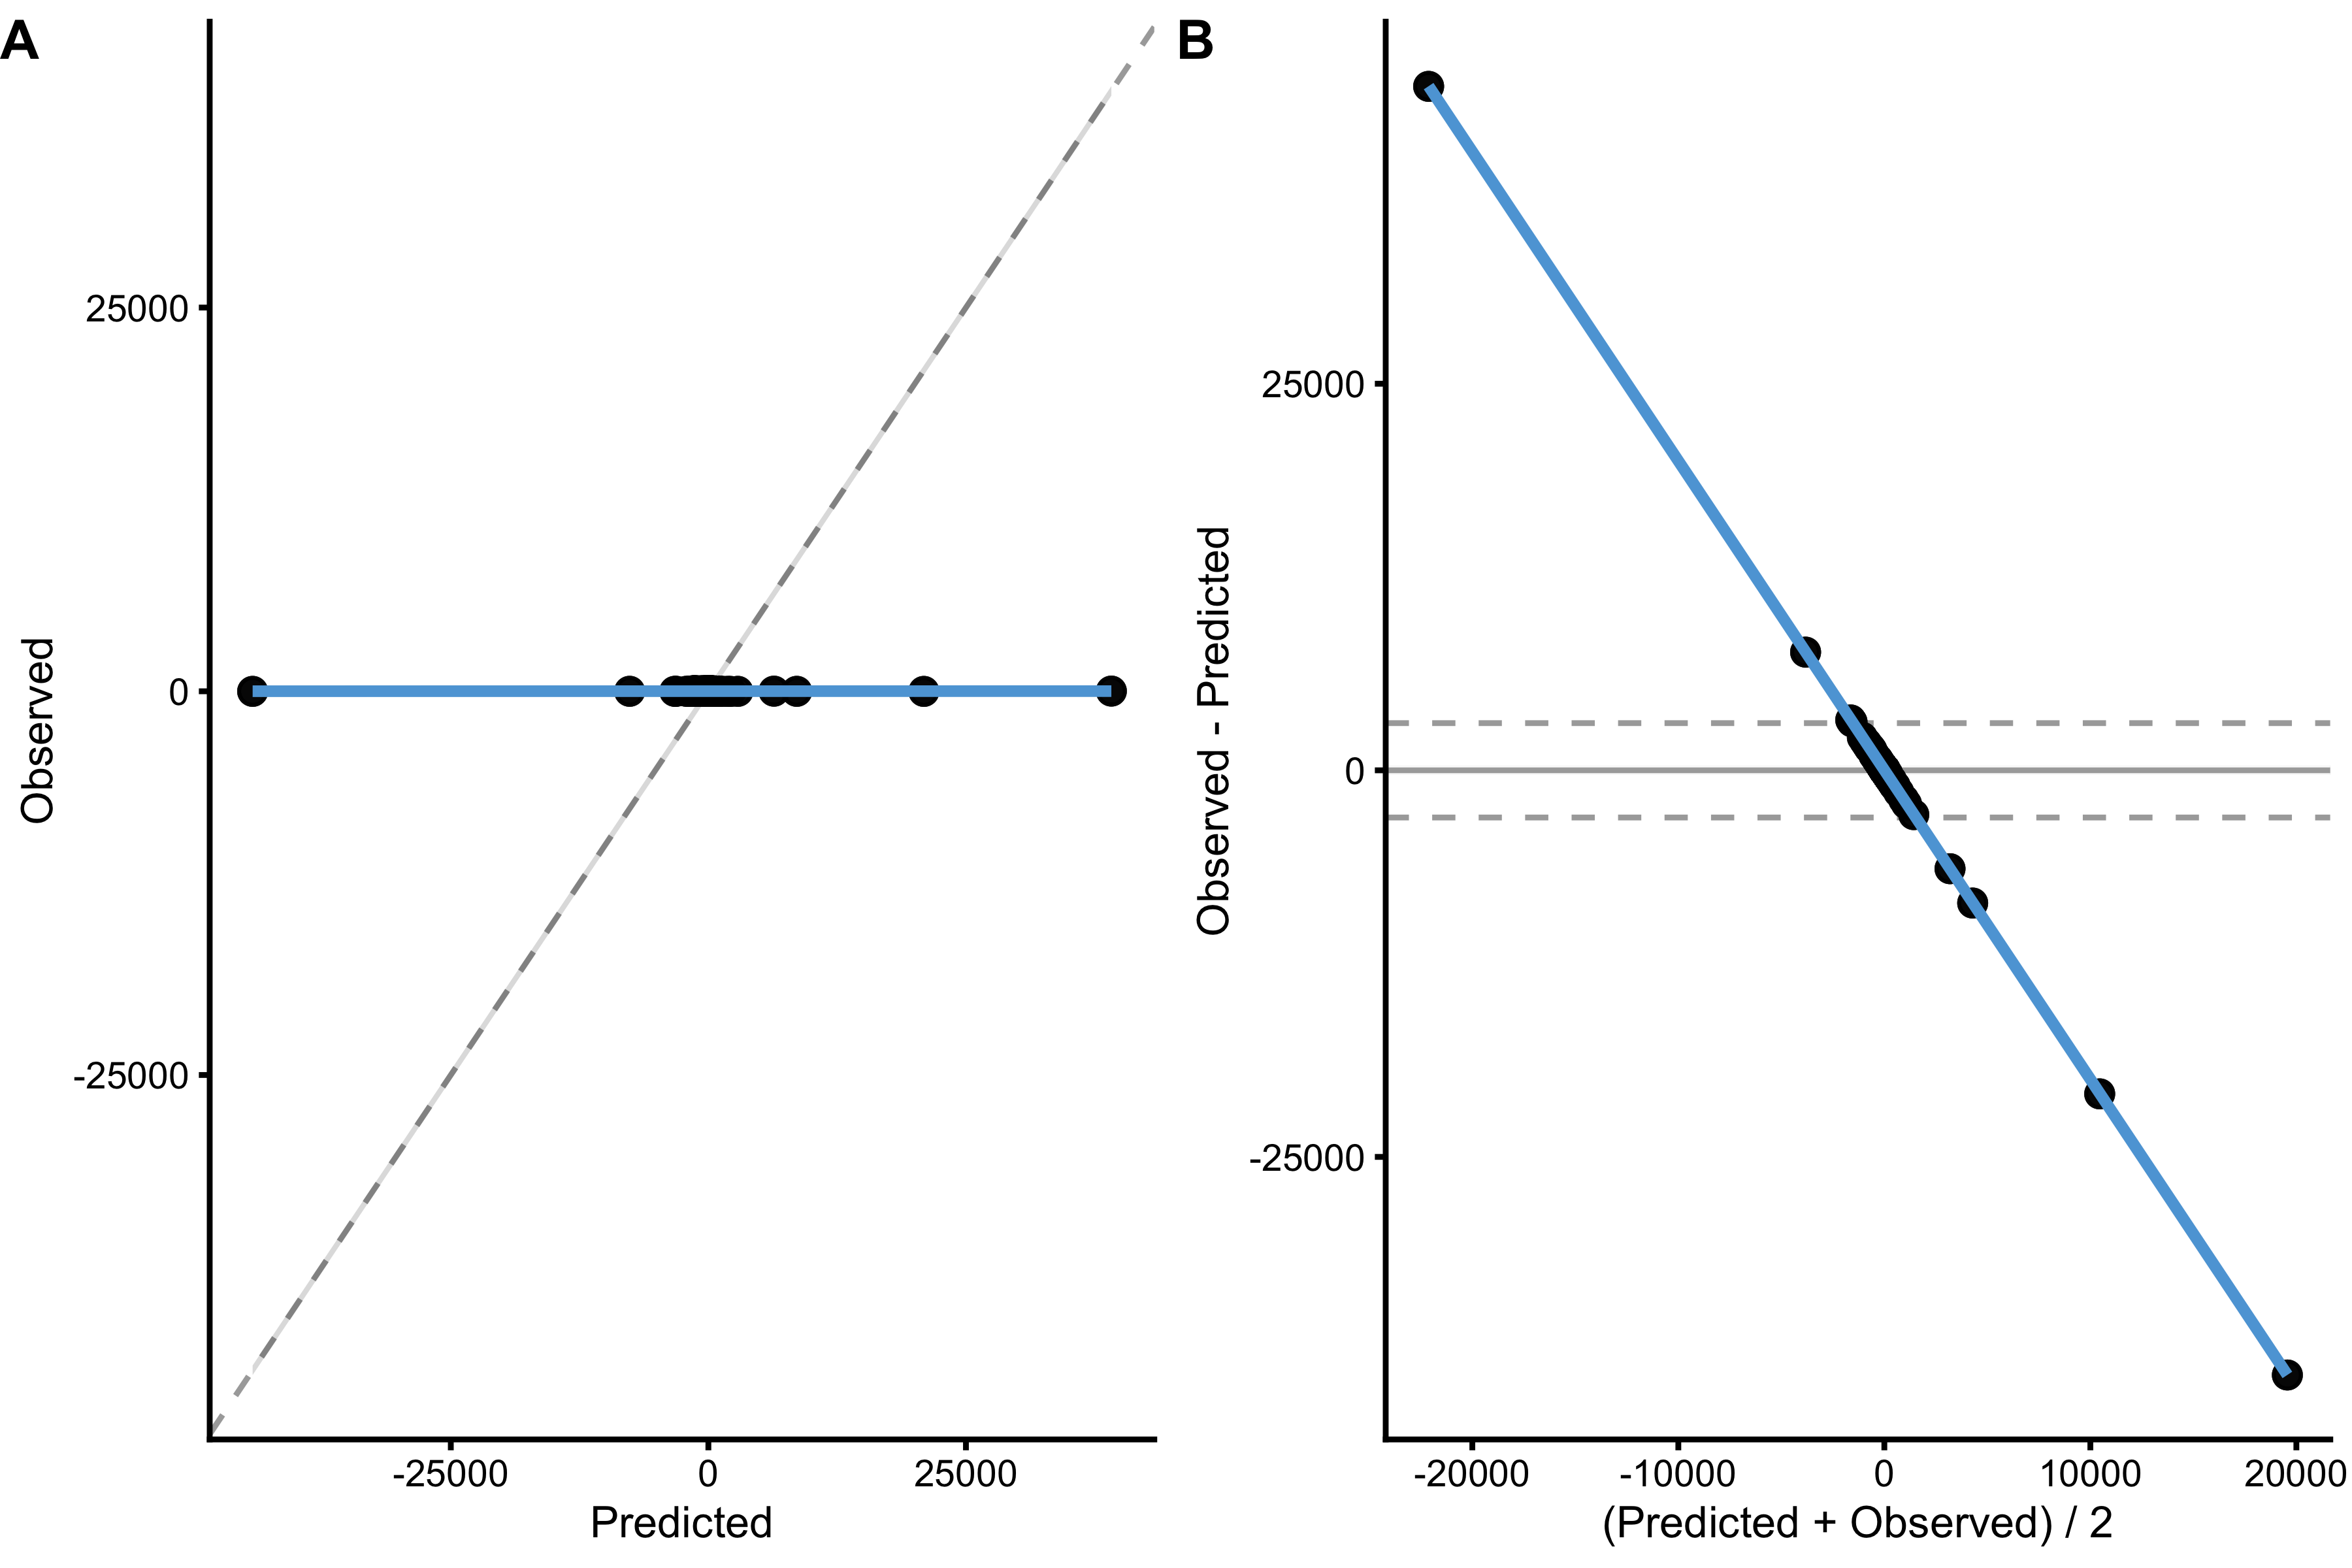 A
25000
0
-25000
Observed
-25000 0 25000
Predicted
B
25000
0
-25000
Observed - Predicted
-20000 -10000 0 10000 20000
(Predicted + Observed) / 2